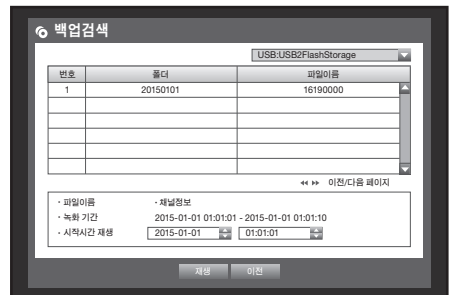 백업검색
USB:USB2FlashStorage
번호 폴더 파일이름
1 20150101 16190000
이전/다음 페이지
· 파일이름 · 채널정보
· 녹화 기간 2015-01-01 01:01:01 - 2015-01-01 01:01:10
· 시작시간 재생 2015-01-01 01:01:01
재생 이전